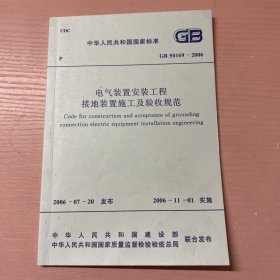 UDC
GB
中华人民共和国国家标准
P
GB 50169-2006
电气装置安装工程
接地装置施工及验收规范
Code for construction and acceptance of grounding
connection electric equipment installation engineering
2006-07-20 发布
2006-11-01 实施
中华人民共和国建设部
中华人民共和国国家质量监督检验检疫总局
联合发布